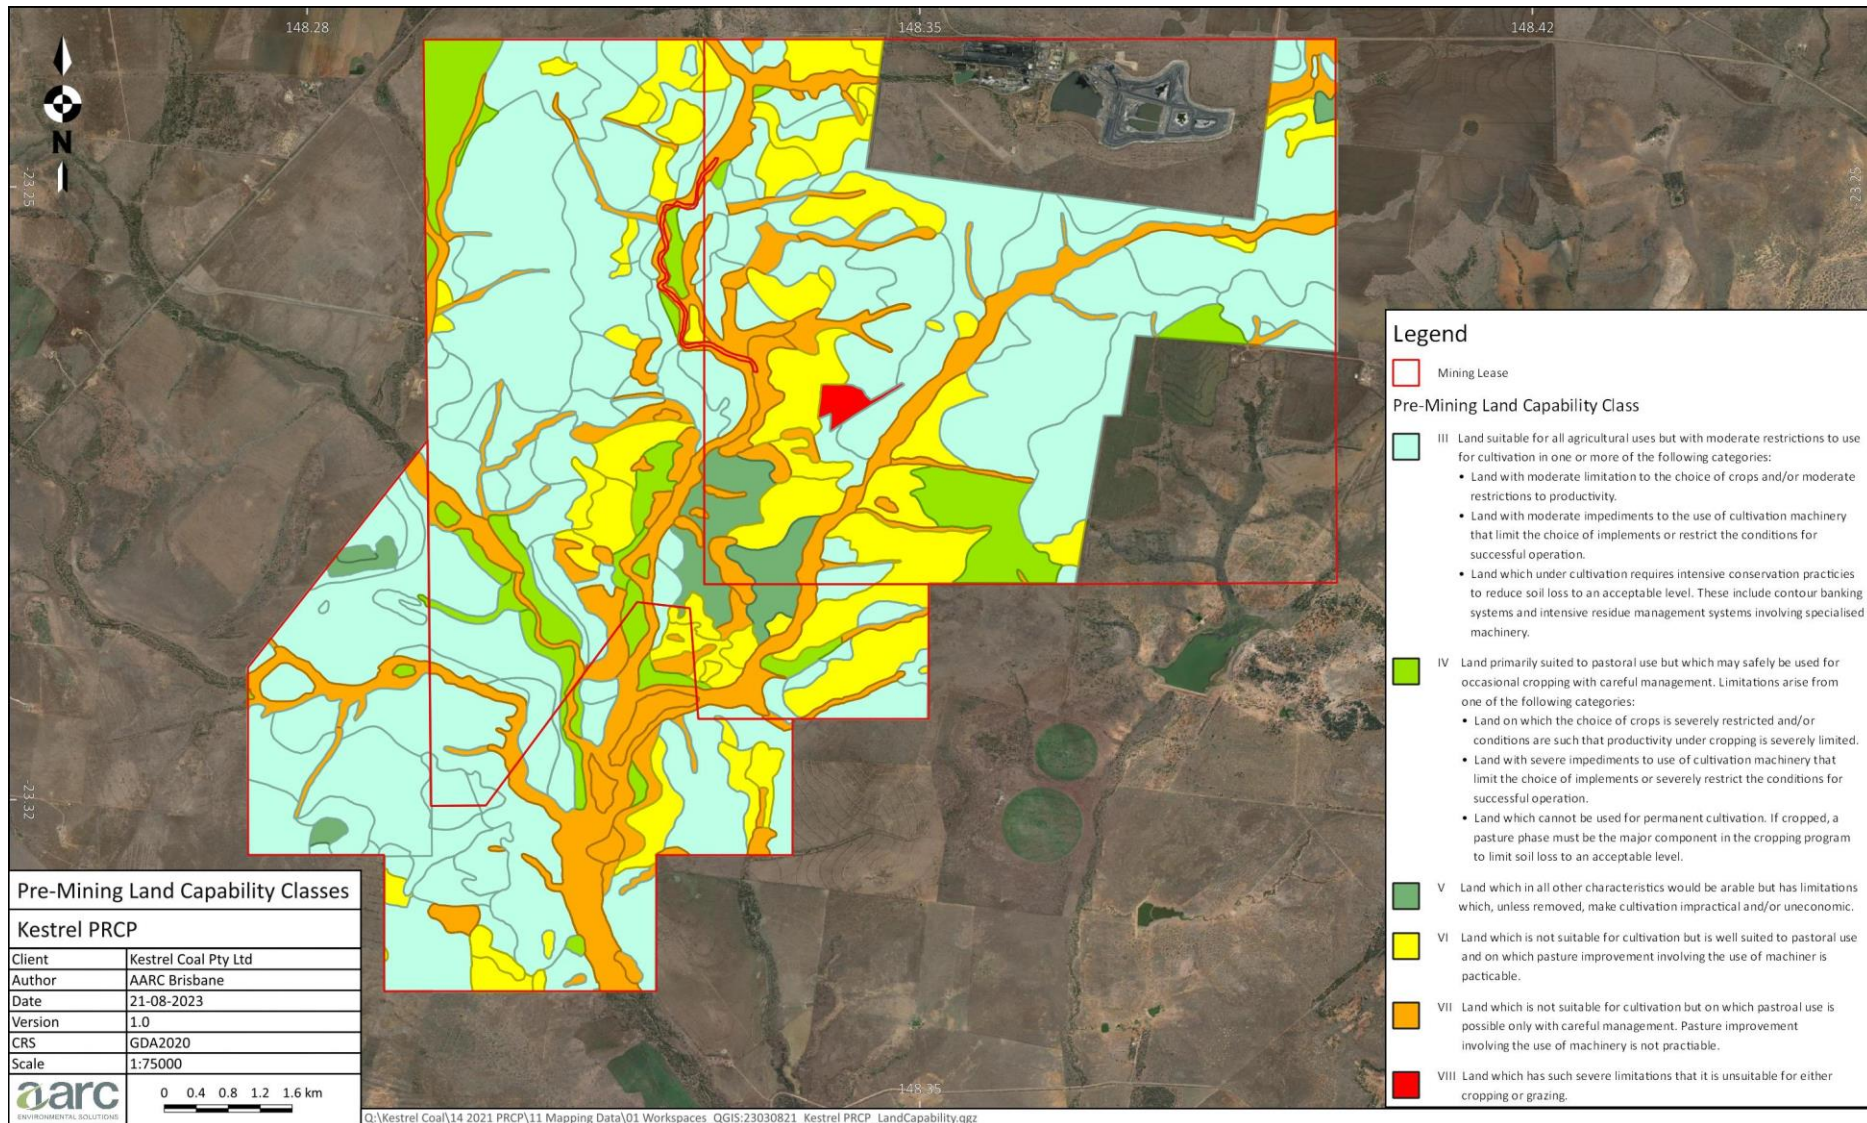 148.28
148.35
148.42
N
-23.25
-23.25
-23.32
148.35
Legend
Mining Lease
Pre-Mining Land Capability Class
III Land suitable for all agricultural uses but with moderate restrictions to use
for cultivation in one or more of the following categories:
• Land with moderate limitation to the choice of crops and/or moderate
restrictions to productivity.
• Land with moderate impediments to the use of cultivation machinery
that limit the choice of implements or restrict the conditions for
successful operation.
• Land which under cultivation requires intensive conservation practicies
to reduce soil loss to an acceptable level. These include contour banking
systems and intensive residue management systems involving specialised
machinery.
IV Land primarily suited to pastoral use but which may safely be used for
occasional cropping with careful management. Limitations arise from
one of the following categories:
• Land on which the choice of crops is severely restricted and/or
conditions are such that productivity under cropping is severely limited.
• Land with severe impediments to use of cultivation machinery that
limit the choice of implements or severely restrict the conditions for
successful operation.
• Land which cannot be used for permanent cultivation. If cropped, a
pasture phase must be the major component in the cropping program
to limit soil loss to an acceptable level.
V Land which in all other characteristics would be arable but has limitations
which, unless removed, make cultivation impractical and/or uneconomic.
VI Land which is not suitable for cultivation but is well suited to pastoral use
and on which pasture improvement involving the use of machiner is
pacticable.
VII Land which is not suitable for cultivation but on which pastroal use is
possible only with careful management. Pasture improvement
involving the use of machinery is not practiable.
VIII Land which has such severe limitations that it is unsuitable for either
cropping or grazing.
Pre-Mining Land Capability Classes
Kestrel PRCP
Client Kestrel Coal Pty Ltd
Author AARC Brisbane
Date 21-08-2023
Version 1.0
CRS GDA2020
Scale 1:75000
aarc
ENVIRONMENTAL SOLUTIONS
0 0.4 0.8 1.2 1.6 km
Q:\Kestrel Coal\14 2021 PRCP\11 Mapping Data\01 Workspaces_QGIS:23030821_Kestrel PRCP_LandCapability.qgz